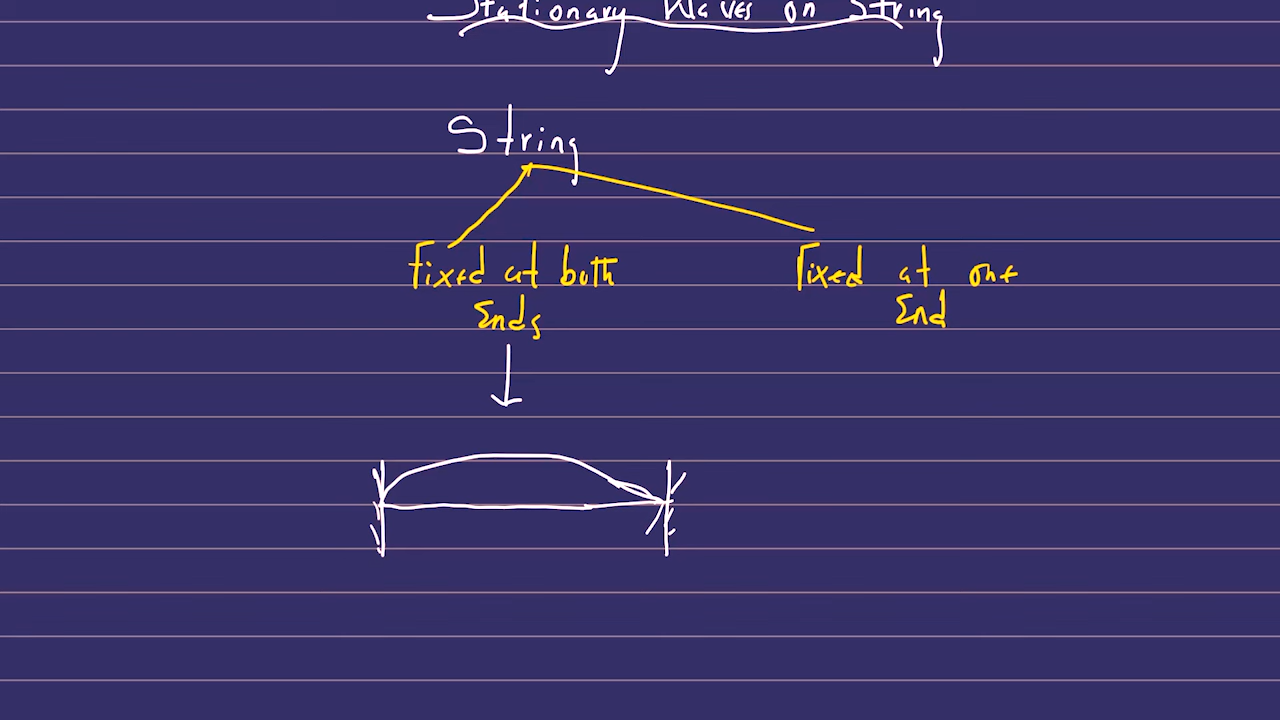 Stationary Waves on String
String
Fixed at both
Ends
Fixed at one
End